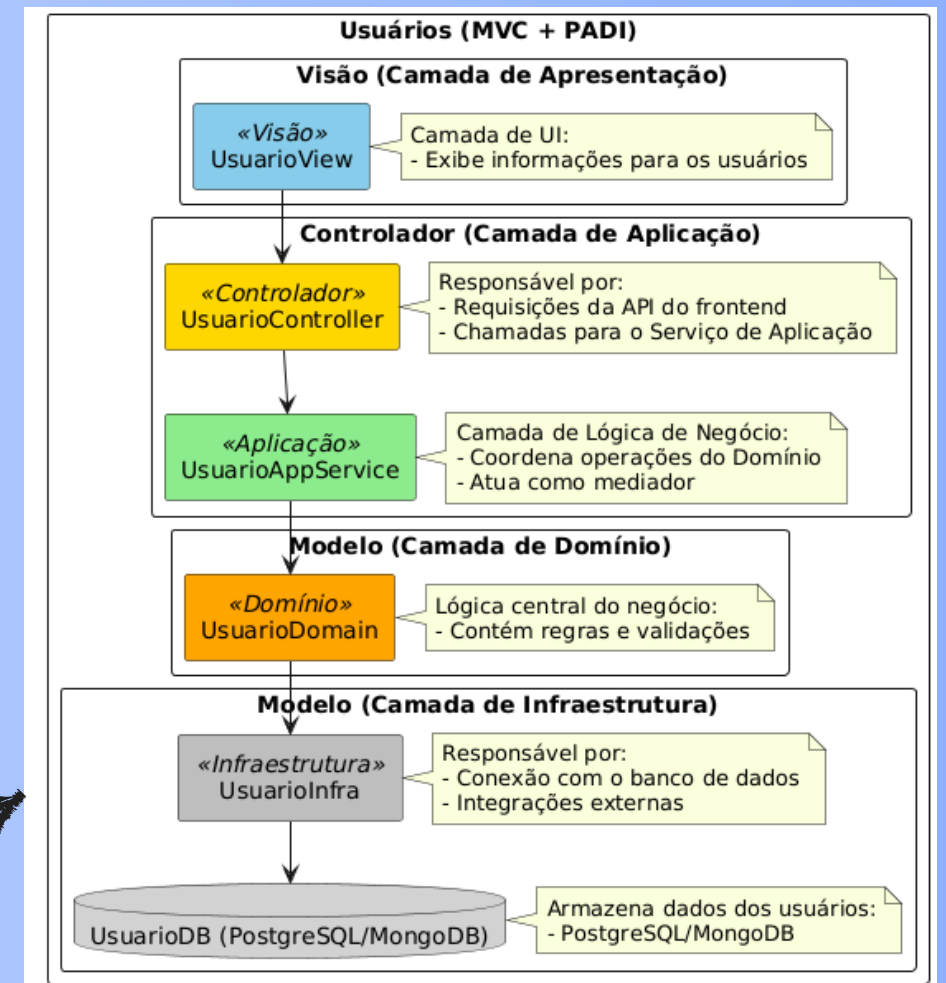 Usuários (MVC + PADI)
Visão (Camada de Apresentação)
«Visão»
UsuarioView
Camada de UI:
- Exibe informações para os usuários
Controlador (Camada de Aplicação)
«Controlador»
UsuarioController
Responsável por:
- Requisições da API do frontend
- Chamadas para o Serviço de Aplicação
«Aplicação»
UsuarioAppService
Camada de Lógica de Negócio:
- Coordena operações do Domínio
- Atua como mediador
Modelo (Camada de Domínio)
«Domínio»
UsuarioDomain
Lógica central do negócio:
- Contém regras e validações
Modelo (Camada de Infraestrutura)
«Infraestrutura»
UsuarioInfra
Responsável por:
- Conexão com o banco de dados
- Integrações externas
UsuarioDB (PostgreSQL/MongoDB)
Armazena dados dos usuários:
- PostgreSQL/MongoDB